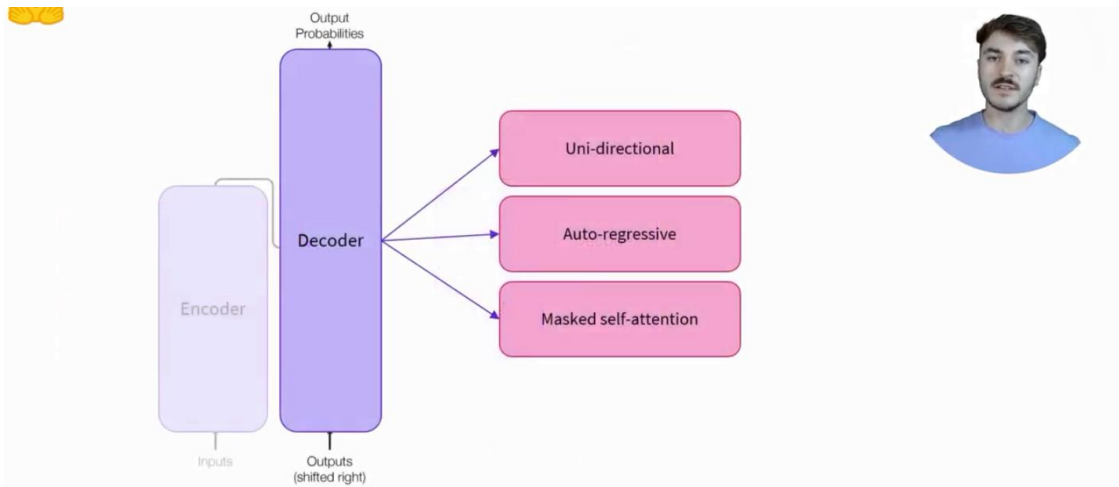 Output
Probabilities
Uni-directional
Auto-regressive
Decoder
Encoder
Masked self-attention
Inputs
Outputs
(shifted right)